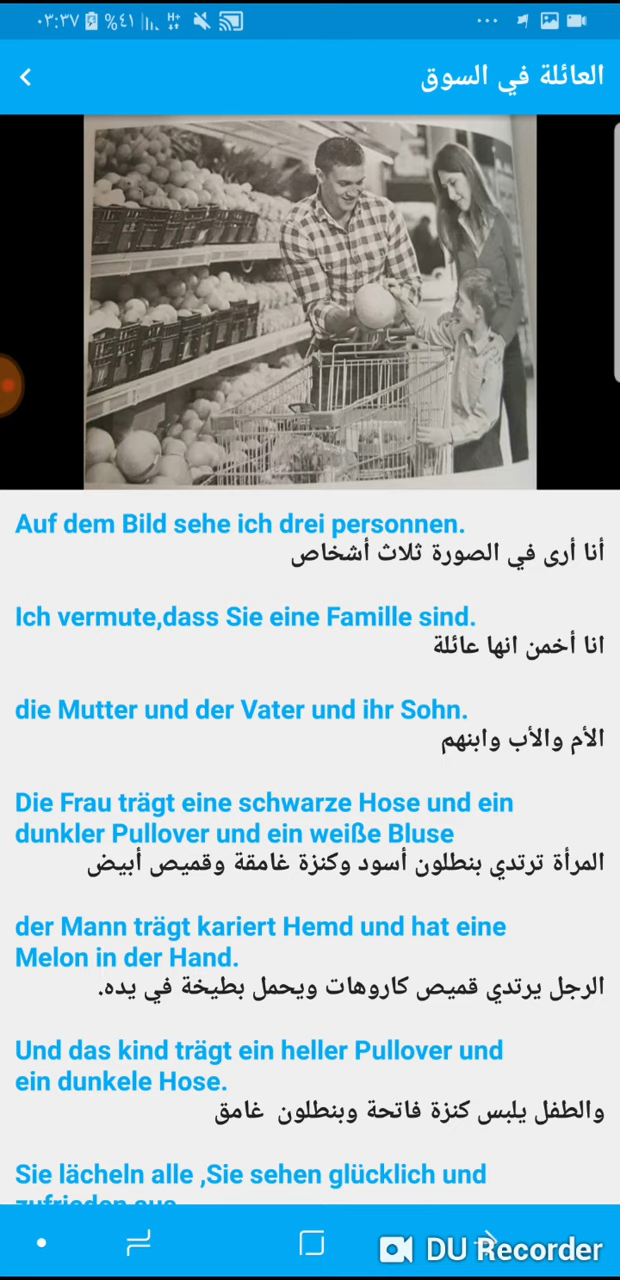 ٠٣:٣٧ %٤١ H+
العائلة في السوق
Auf dem Bild sehe ich drei personnen.
أنا أرى في الصورة ثلاث أشخاص
Ich vermute,dass Sie eine Famille sind.
انا أخمن انها عائلة
die Mutter und der Vater und ihr Sohn.
الأم والأب وابنهم
Die Frau trägt eine schwarze Hose und ein
dunkler Pullover und ein weiße Bluse
المرأة ترتدي بنطلون أسود وكنزة غامقة وقميص أبيض
der Mann trägt kariert Hemd und hat eine
Melon in der Hand.
الرجل يرتدي قميص كاروهات ويحمل بطيخة في يده.
Und das kind trägt ein heller Pullover und
ein dunkele Hose.
والطفل يلبس كنزة فاتحة وبنطلون غامق
Sie lächeln alle ,Sie sehen glücklich und
zufrieden aus
DU Recorder